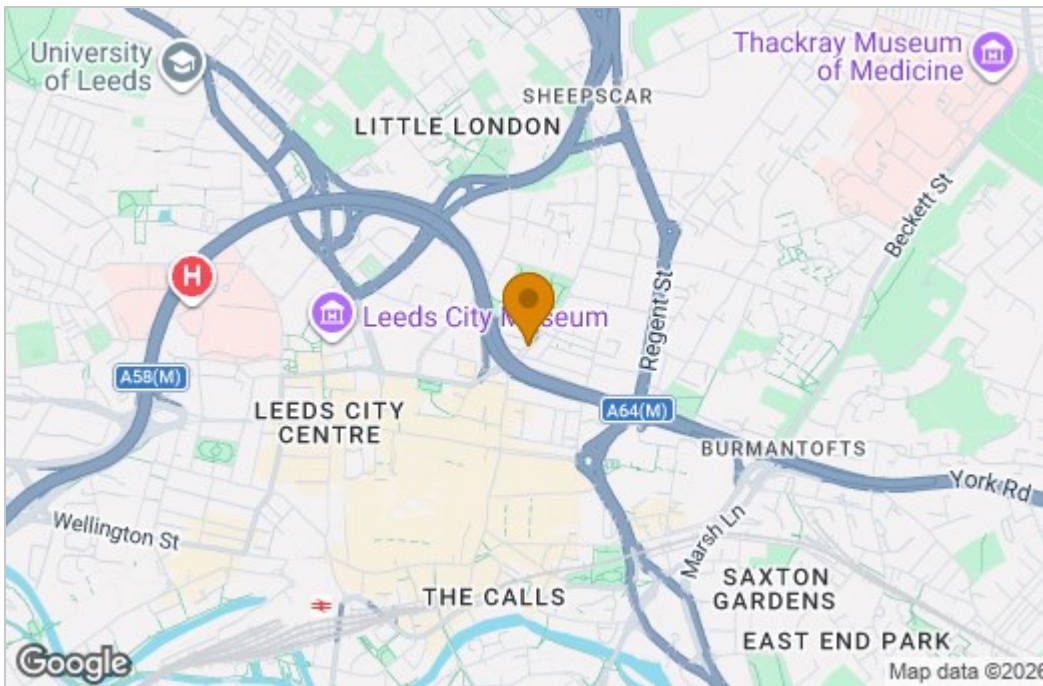 University
of Leeds
Thackray Museum
of Medicine
SHEEPSCAR
LITTLE LONDON
Beckett St
H
Leeds City Museum
Regent St
A58(M)
A64(M)
LEEDS CITY
CENTRE
BURMANTOFTS
York Rd
Wellington St
Marsh Ln
THE CALLS
SAXTON
GARDENS
EAST END PARK
Google
Map data ©2026